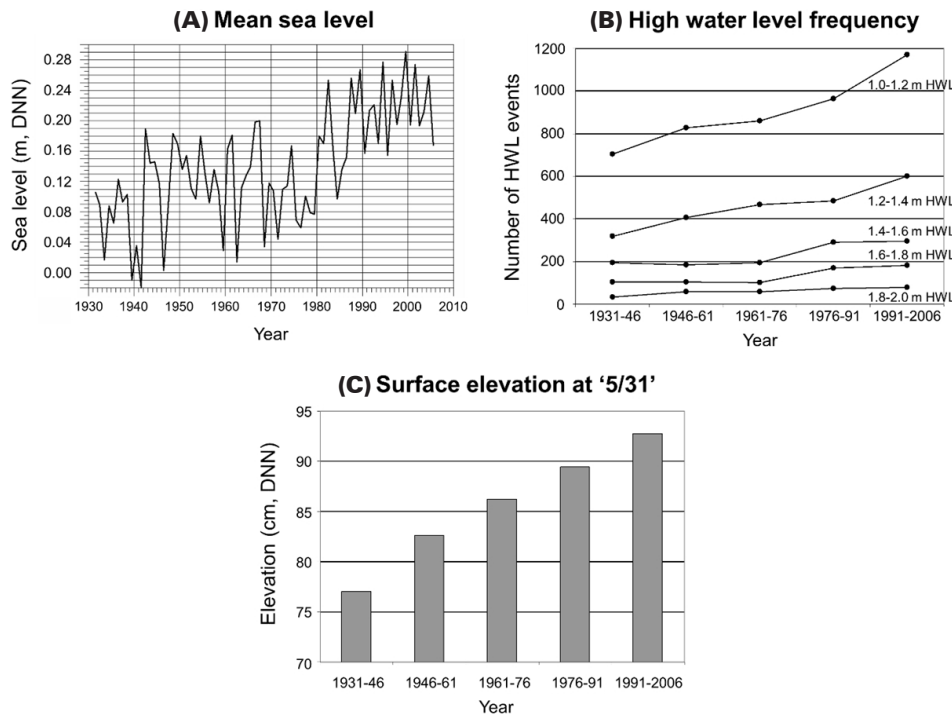 (A) Mean sea level
Sea level (m, DNN)
0.28
0.24
0.20
0.16
0.12
0.08
0.04
0.00
1930 1940 1950 1960 1970 1980 1990 2000 2010
Year
(B) High water level frequency
Number of HWL events
1200
1000
800
600
400
200
0
1.0-1.2 m HWL
1.2-1.4 m HWL
1.4-1.6 m HWL
1.6-1.8 m HWL
1.8-2.0 m HWL
1931-46 1946-61 1961-76 1976-91 1991-2006
Year
(C) Surface elevation at ‘5/31’
Elevation (cm, DNN)
95
90
85
80
75
70
1931-46 1946-61 1961-76 1976-91 1991-2006
Year